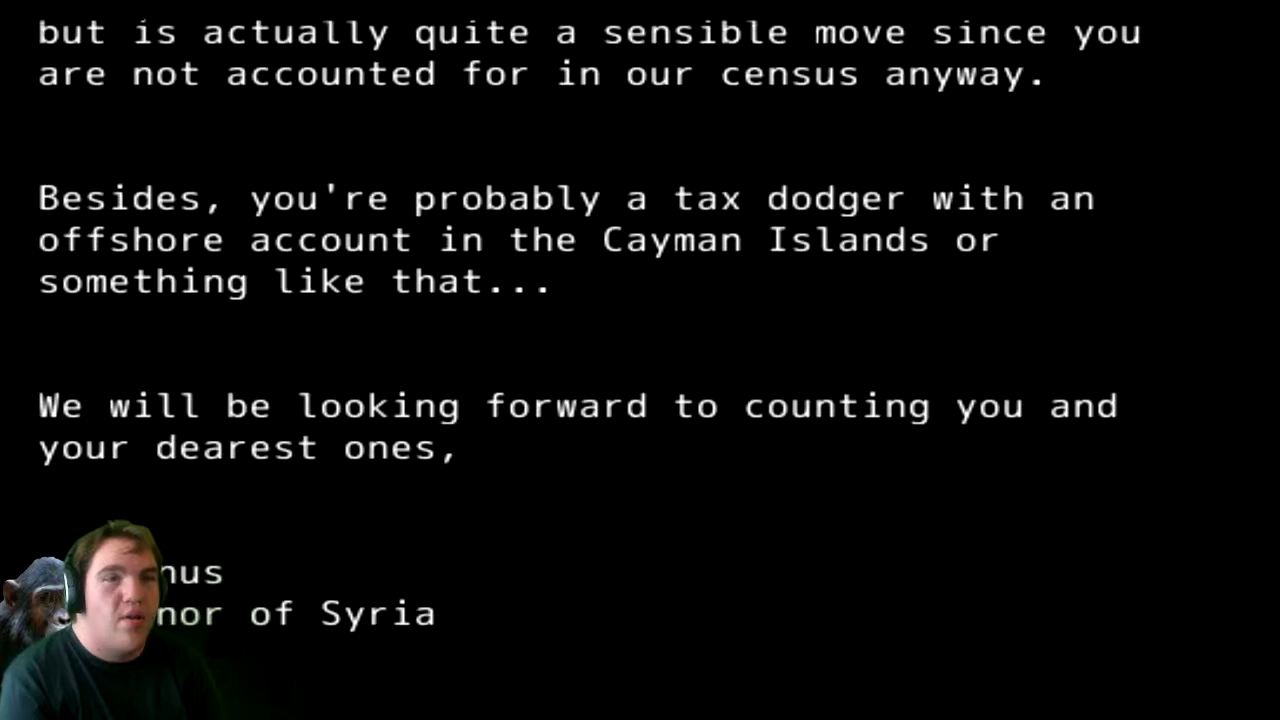 but is actually quite a sensible move since you
are not accounted for in our census anyway.
Besides, you're probably a tax dodger with an
offshore account in the Cayman Islands or
something like that...
We will be looking forward to counting you and
your dearest ones,
of Syria